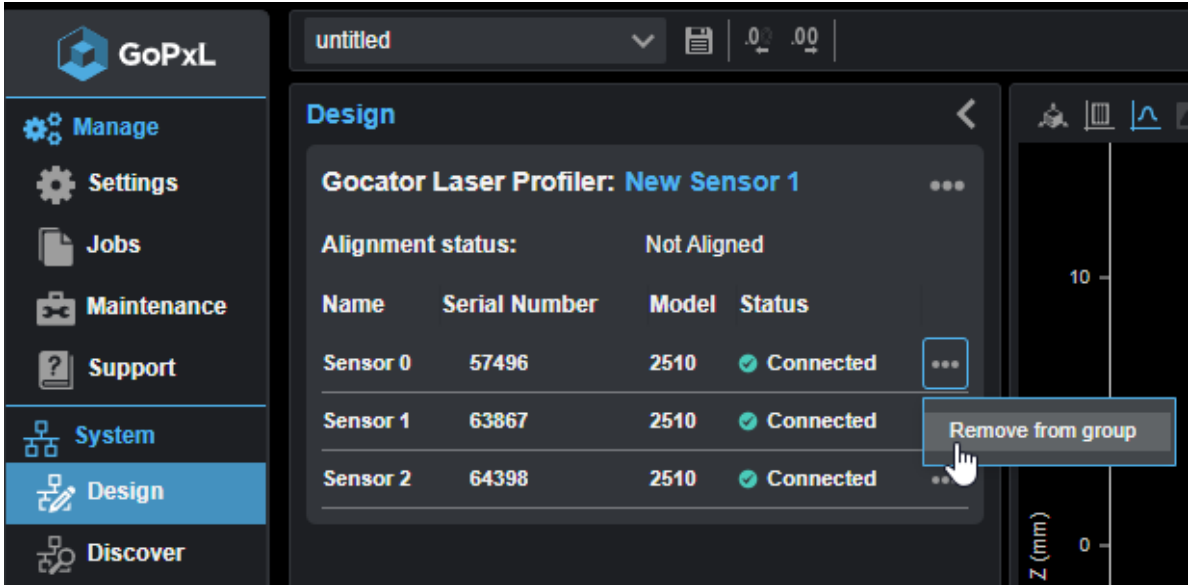 GoPxL
untitled
.00 .00
Manage
Settings
Jobs
Maintenance
Support
System
Design
Discover
Design
Gocator Laser Profiler: New Sensor 1
Alignment status: Not Aligned
Name Serial Number Model Status
Sensor 0 57496 2510 Connected
Sensor 1 63867 2510 Connected
Remove from group
Sensor 2 64398 2510 Connected
10
0
Z (mm)